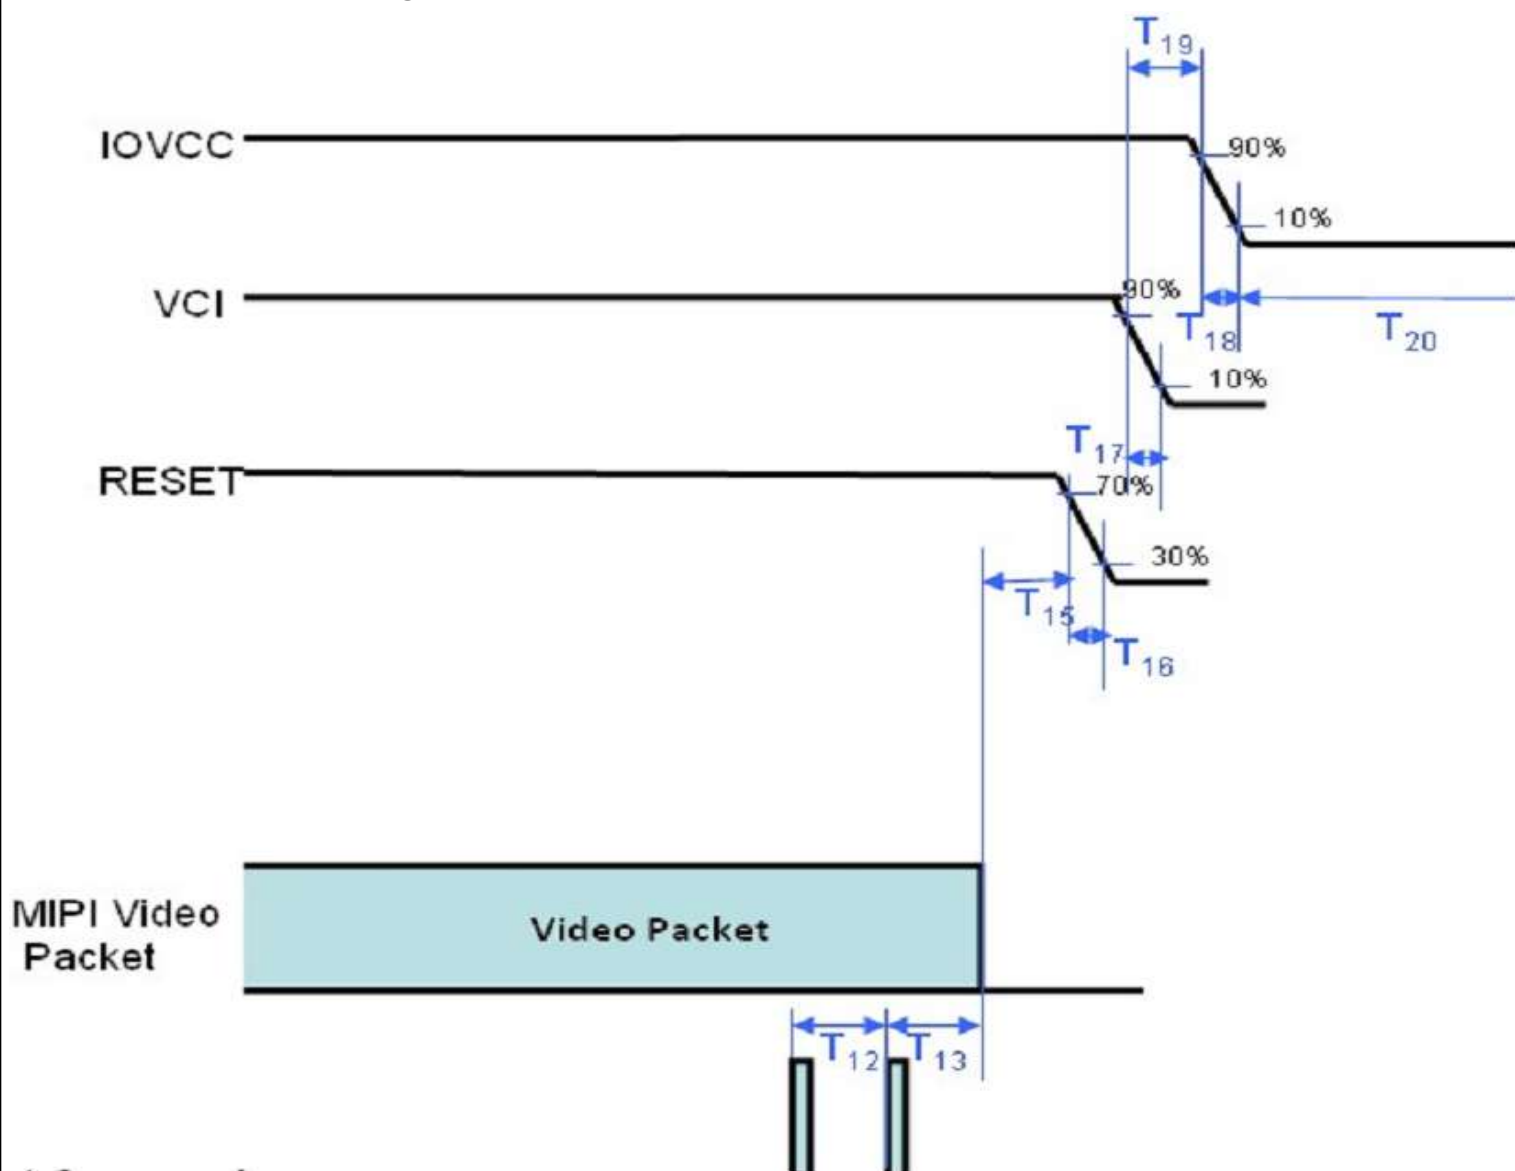 T19
IOVCC
90%
10%
VCI
90%
T18
T20
10%
T17
RESET
70%
30%
T15
T16
MIPI Video
Packet
Video Packet
T12
T13